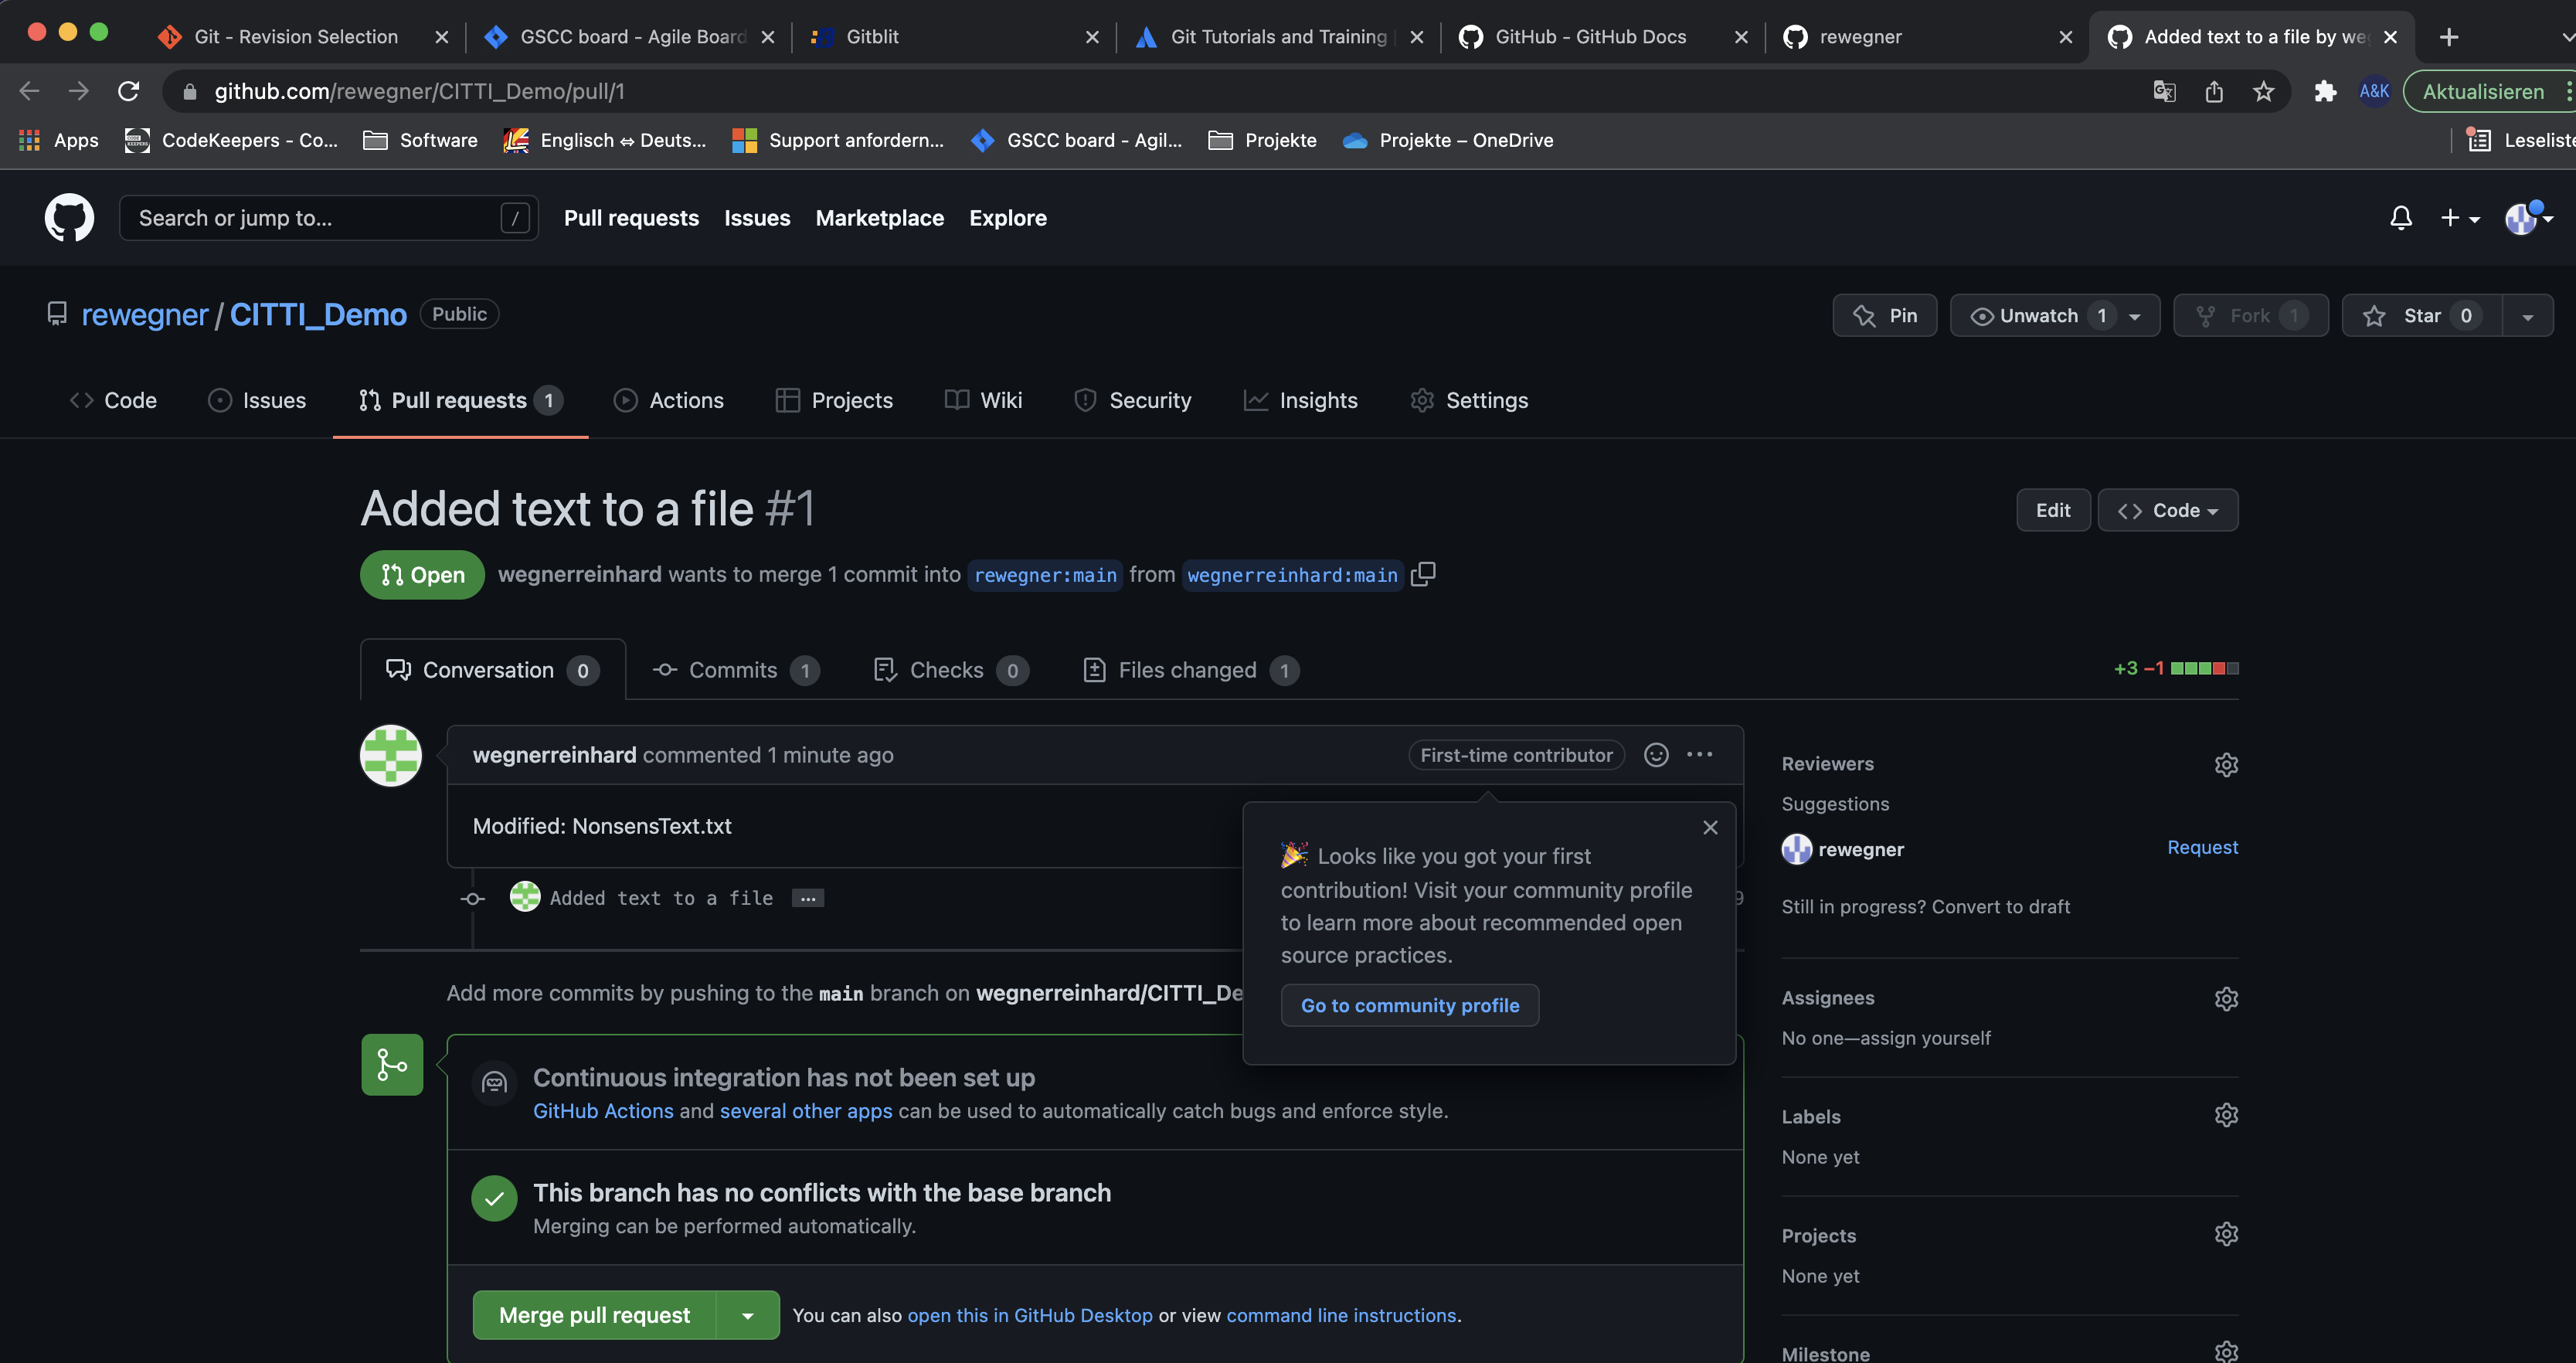 Git - Revision Selection
GSCC board - Agile Board
Gitblit
Git Tutorials and Training
GitHub - GitHub Docs
rewegner
Added text to a file by we
github.com/rewegner/CITTI_Demo/pull/1
A&K
Aktualisieren
Apps
CodeKeepers - Co...
Software
Englisch ⇔ Deuts...
Support anfordern...
GSCC board - Agil...
Projekte
Projekte – OneDrive
Leseliste
Search or jump to...
/
Pull requests
Issues
Marketplace
Explore
rewegner / CITTI_Demo Public
Pin
Unwatch 1
Fork 1
Star 0
Code
Issues
Pull requests 1
Actions
Projects
Wiki
Security
Insights
Settings
Added text to a file #1
Edit
Code
Open
wegnerreinhard wants to merge 1 commit into rewegner:main from wegnerreinhard:main
Conversation 0
Commits 1
Checks 0
Files changed 1
+3 −1
wegnerreinhard commented 1 minute ago
First-time contributor
Modified: NonsensText.txt
Added text to a file ...
9
🎉 Looks like you got your first
contribution! Visit your community profile
to learn more about recommended open
source practices.
Go to community profile
Add more commits by pushing to the main branch on wegnerreinhard/CITTI_De
Continuous integration has not been set up
GitHub Actions and several other apps can be used to automatically catch bugs and enforce style.
This branch has no conflicts with the base branch
Merging can be performed automatically.
Merge pull request
You can also open this in GitHub Desktop or view command line instructions.
Reviewers
Suggestions
rewegner
Request
Still in progress? Convert to draft
Assignees
No one—assign yourself
Labels
None yet
Projects
None yet
Milestone